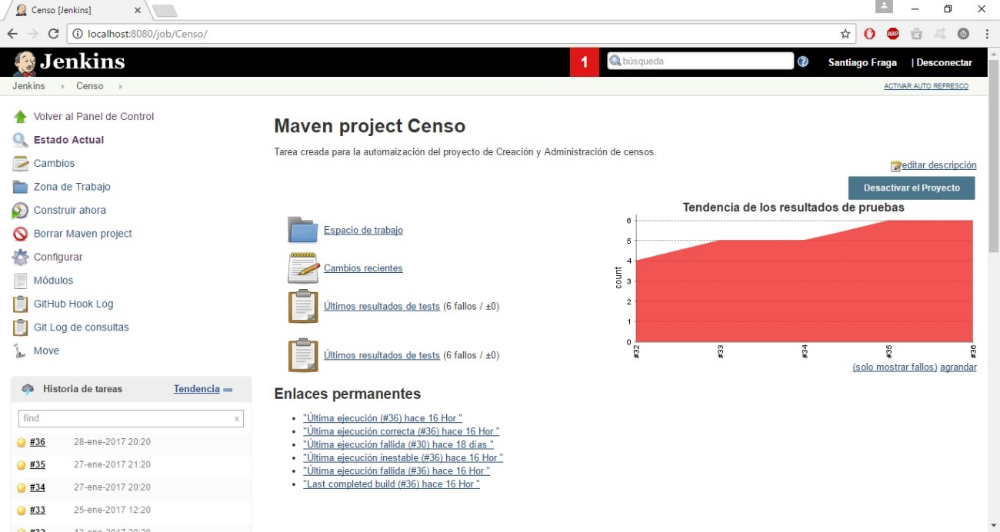 Censo [Jenkins]
localhost:8080/job/Censo/
ABP
Jenkins
1
búsqueda
Santiago Fraga
| Desconectar
Jenkins
Censo
ACTIVAR AUTO REFRESCO
Volver al Panel de Control
Estado Actual
Cambios
Zona de Trabajo
Construir ahora
Borrar Maven project
Configurar
Módulos
GitHub Hook Log
Git Log de consultas
Move
Historia de tareas
Tendencia
find
x
#36 28-ene-2017 20:20
#35 27-ene-2017 21:20
#34 27-ene-2017 20:20
#33 25-ene-2017 12:20
#32 13-ene-2017 20:20
Maven project Censo
Tarea creada para la automaización del proyecto de Creación y Administración de censos.
editar descripción
Desactivar el Proyecto
Espacio de trabajo
Cambios recientes
Últimos resultados de tests (6 fallos / ±0)
Últimos resultados de tests (6 fallos / ±0)
Tendencia de los resultados de pruebas
count
6
5
4
3
2
1
0
#32
#33
#34
#35
#36
(solo mostrar fallos) agrandar
Enlaces permanentes
"Última ejecución (#36) hace 16 Hor "
"Última ejecución correcta (#36) hace 16 Hor "
"Última ejecución fallida (#30) hace 18 días "
"Última ejecución inestable (#36) hace 16 Hor "
"Última ejecución fallida (#36) hace 16 Hor "
"Last completed build (#36) hace 16 Hor "